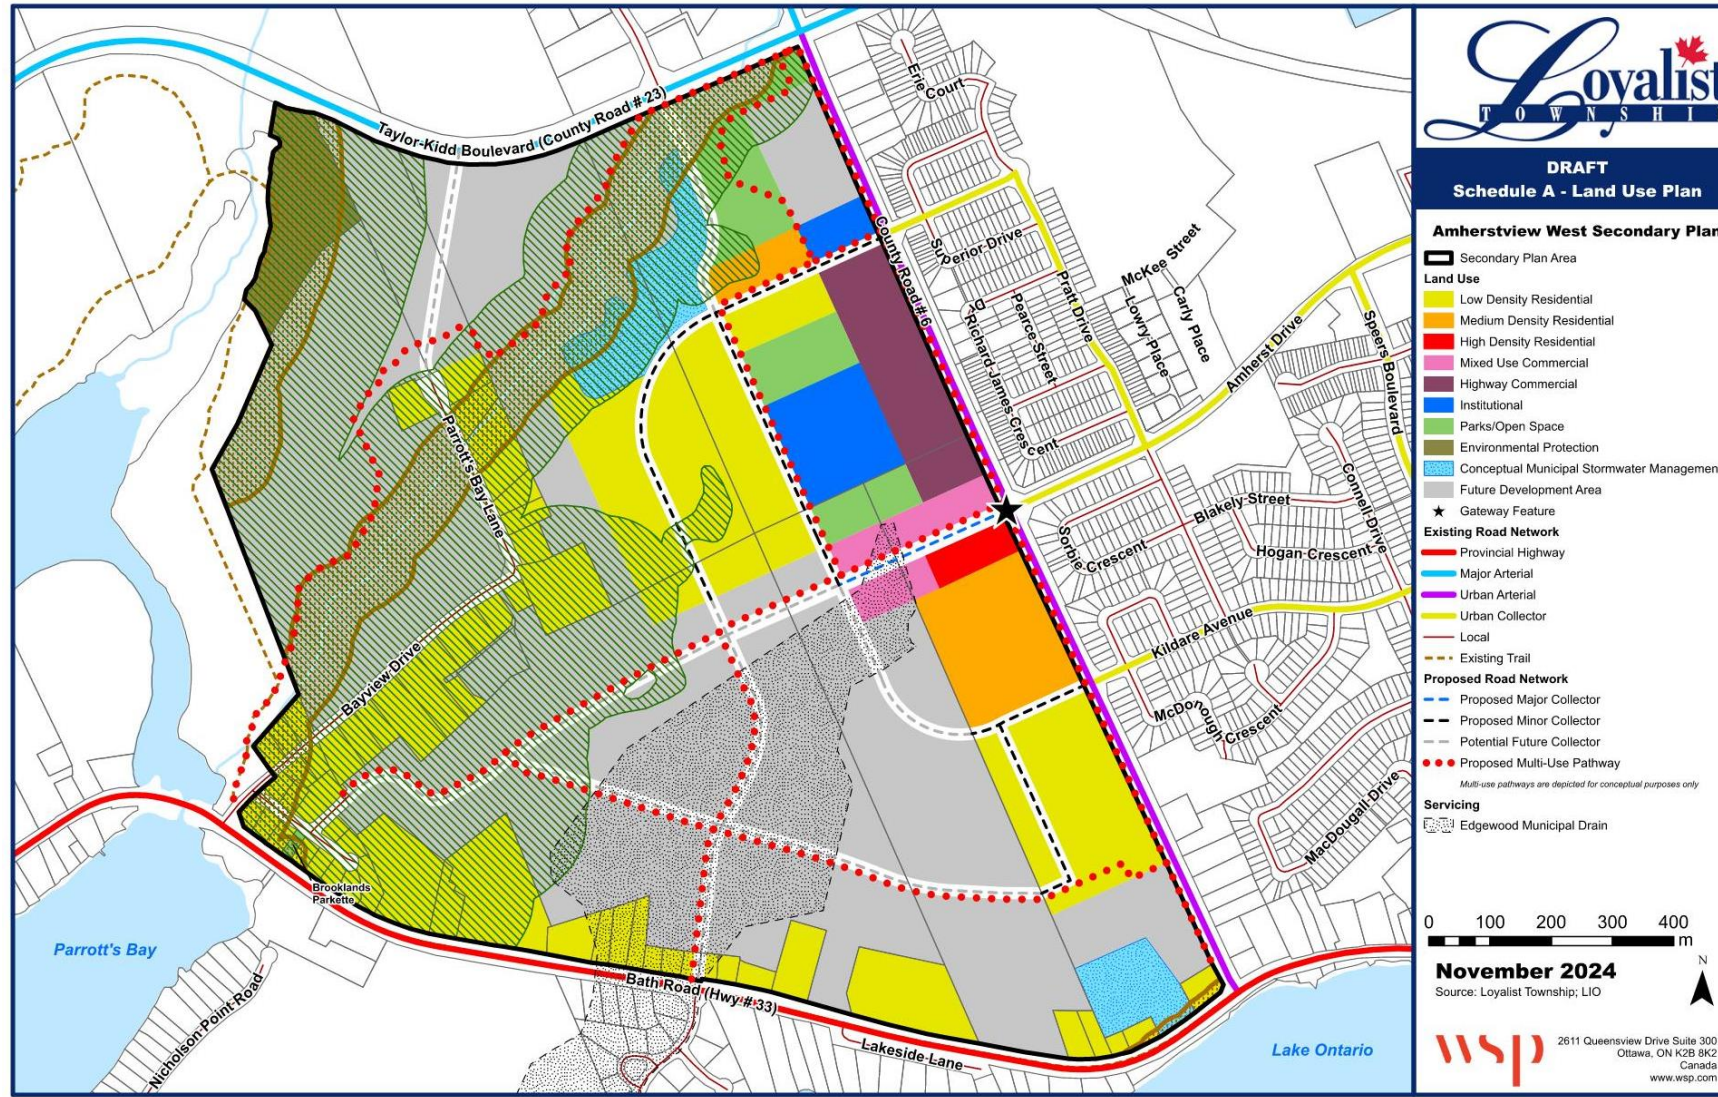 Loyalist
TOWNSHI
DRAFT
Schedule A - Land Use Plan
Amherstview West Secondary Plan
Secondary Plan Area
Land Use
Low Density Residential
Medium Density Residential
High Density Residential
Mixed Use Commercial
Highway Commercial
Institutional
Parks/Open Space
Environmental Protection
Conceptual Municipal Stormwater Managemen
Future Development Area
Gateway Feature
Existing Road Network
Provincial Highway
Major Arterial
Urban Arterial
Urban Collector
Local
Existing Trail
Proposed Road Network
Proposed Major Collector
Proposed Minor Collector
Potential Future Collector
Proposed Multi-Use Pathway
Multi-use pathways are depicted for conceptual purposes only
Servicing
Edgewood Municipal Drain
0 100 200 300 400
m
November 2024
Source: Loyalist Township; LIO
N
wsp
2611 Queensview Drive Suite 300
Ottawa, ON K2B 8K2
Canada
www.wsp.com
Taylor-Kidd Boulevard (County Road # 23)
Erie Court
County Road # 6
Superior Drive
Pratt Drive
McKee Street
Carly Place
Lowry Place
Pearce Street
Dr
Richard James Crescent
Amherst Drive
Speers Boulevard
Connell Drive
Blakely Street
Hogan Crescent
Sorbie Crescent
Kildare Avenue
McDonough Crescent
MacDougall Drive
Parrott's Bay Lane
Bayview Drive
Brooklands
Parkette
Parrott's Bay
Nicholson Point Road
Bath Road (Hwy # 33)
Lakeside Lane
Lake Ontario